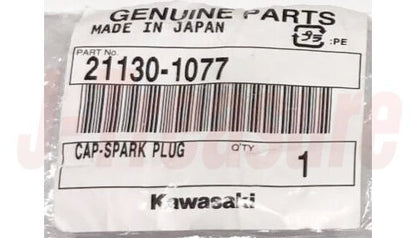 GENUINE PARTS
MADE IN JAPAN
:PE
PART No.
21130-1077
CAP-SPARK PLUG
Q'TY
1
Kawasaki